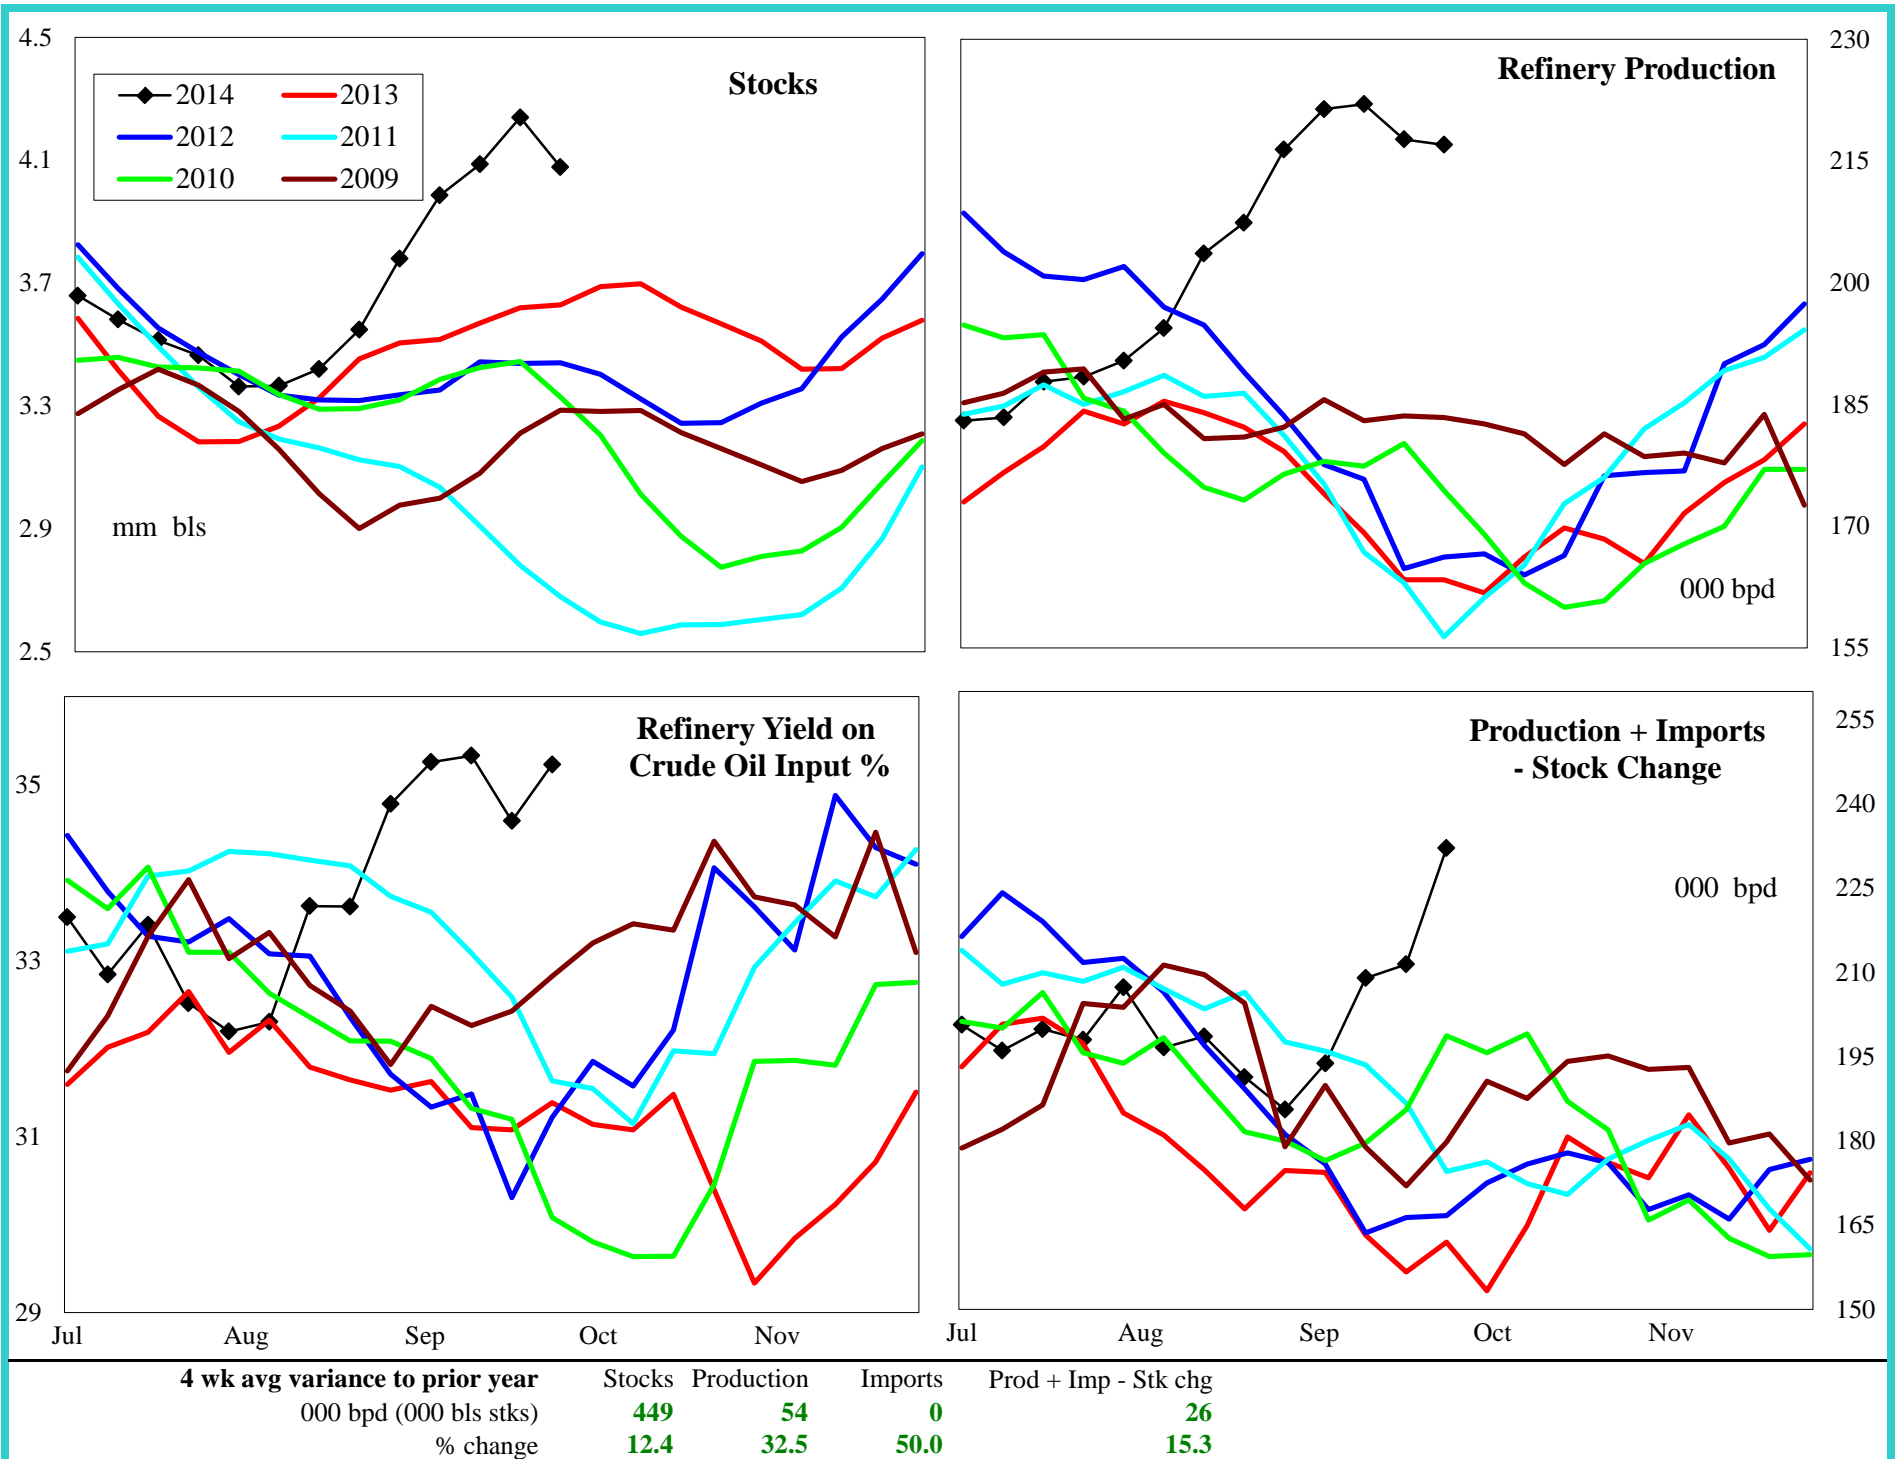 4.5
4.1
3.7
3.3
2.9
2.5
Stocks
2014 2013
2012 2011
2010 2009
mm bls
Refinery Production
000 bpd
230
215
200
185
170
155
Refinery Yield on
Crude Oil Input %
35
33
31
29
Jul Aug Sep Oct Nov
Production + Imports
- Stock Change
000 bpd
255
240
225
210
195
180
165
150
Jul Aug Sep Oct Nov
4 wk avg variance to prior year Stocks Production Imports Prod + Imp - Stk chg
000 bpd (000 bls stks) 449 54 0 26
% change 12.4 32.5 50.0 15.3